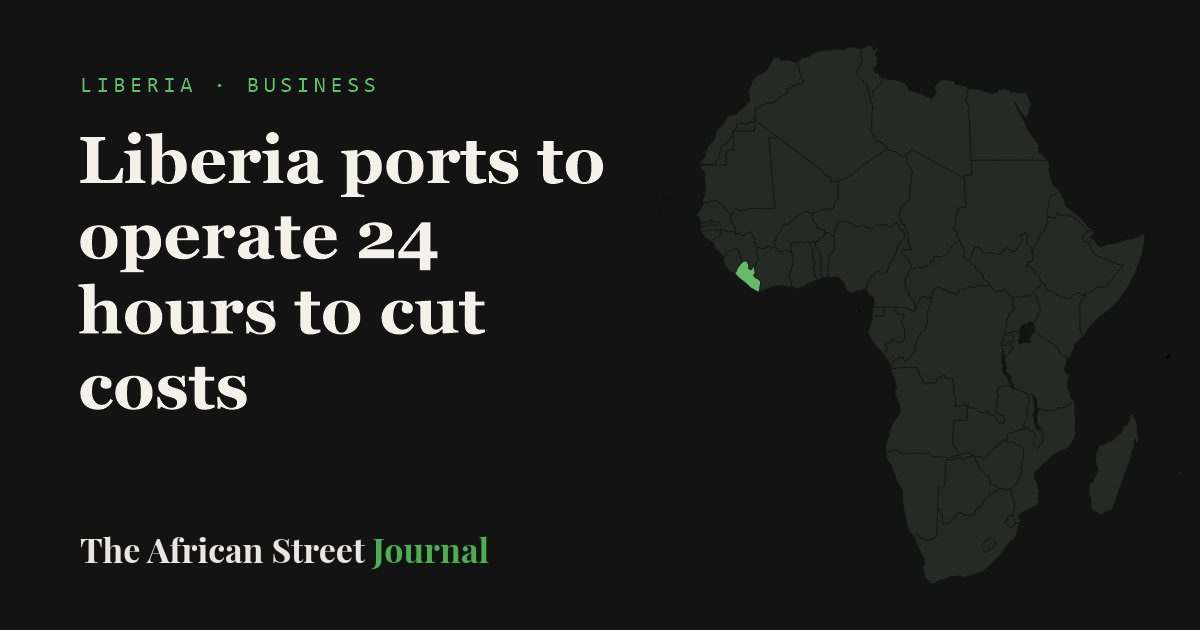 LIBERIA · BUSINESS
Liberia ports to
operate 24
hours to cut
costs
The African Street Journal